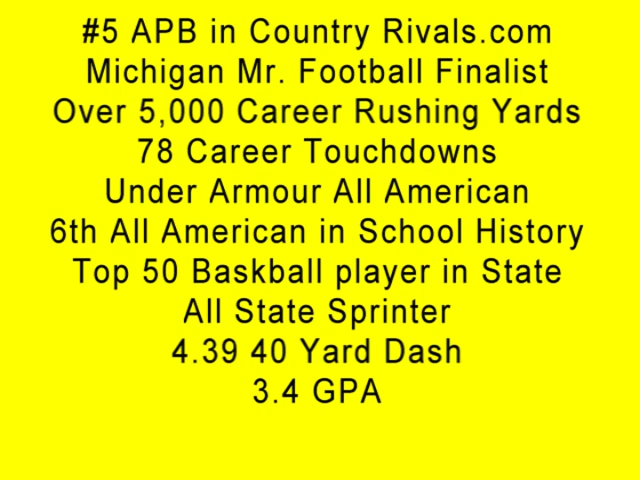 #5 APB in Country Rivals.com
Michigan Mr. Football Finalist
Over 5,000 Career Rushing Yards
78 Career Touchdowns
Under Armour All American
6th All American in School History
Top 50 Baskball player in State
All State Sprinter
4.39 40 Yard Dash
3.4 GPA